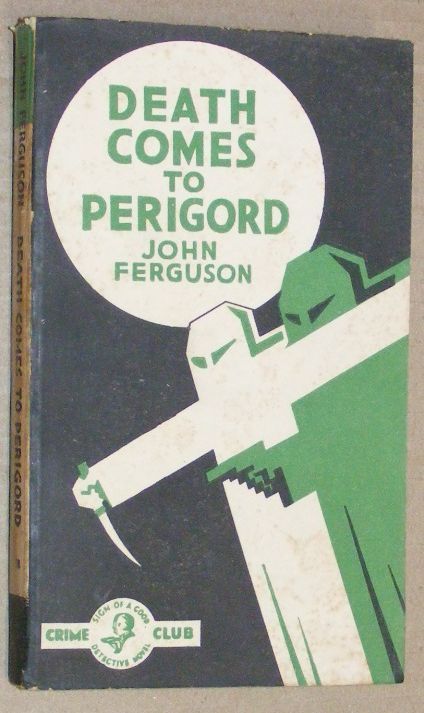 DEATH
COMES
TO
PERIGORD
JOHN
FERGUSON
CRIME CLUB
SIGN OF A GOOD
DETECTIVE NOVEL
JOHN FERGUSON DEATH COMES TO PERIGORD